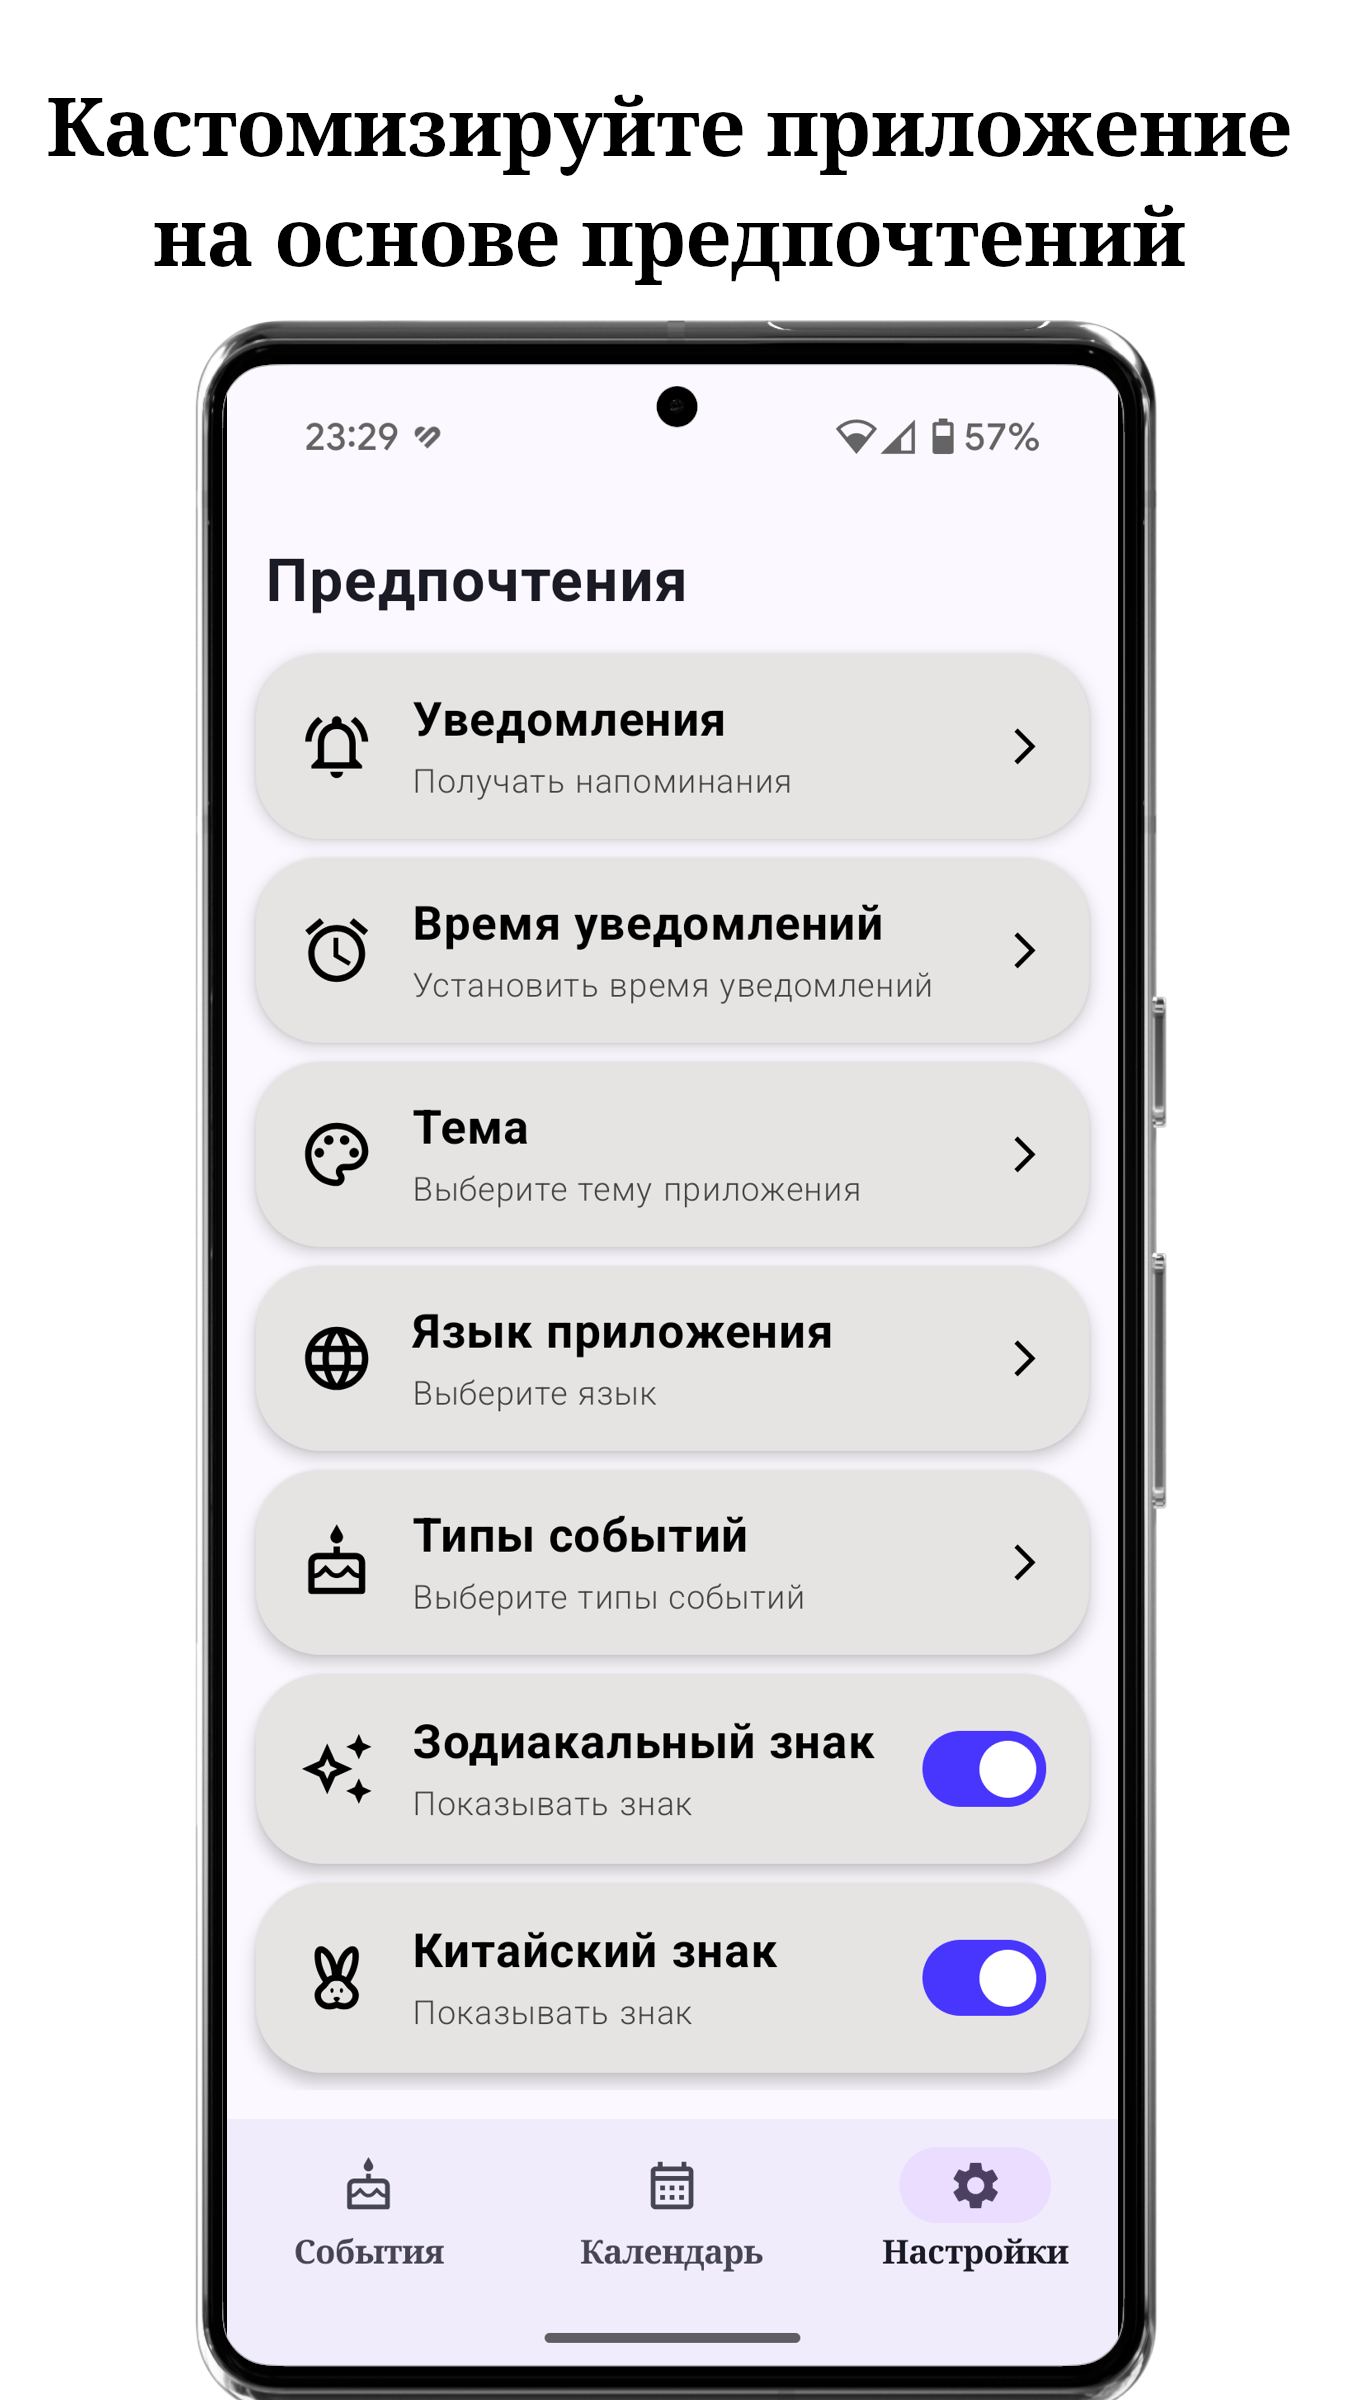 Кастомизируйте приложение
на основе предпочтений
23:29
57%
Предпочтения
Уведомления
Получать напоминания
Время уведомлений
Установить время уведомлений
Тема
Выберите тему приложения
Язык приложения
Выберите язык
Типы событий
Выберите типы событий
Зодиакальный знак
Показывать знак
Китайский знак
Показывать знак
События
Календарь
Настройки